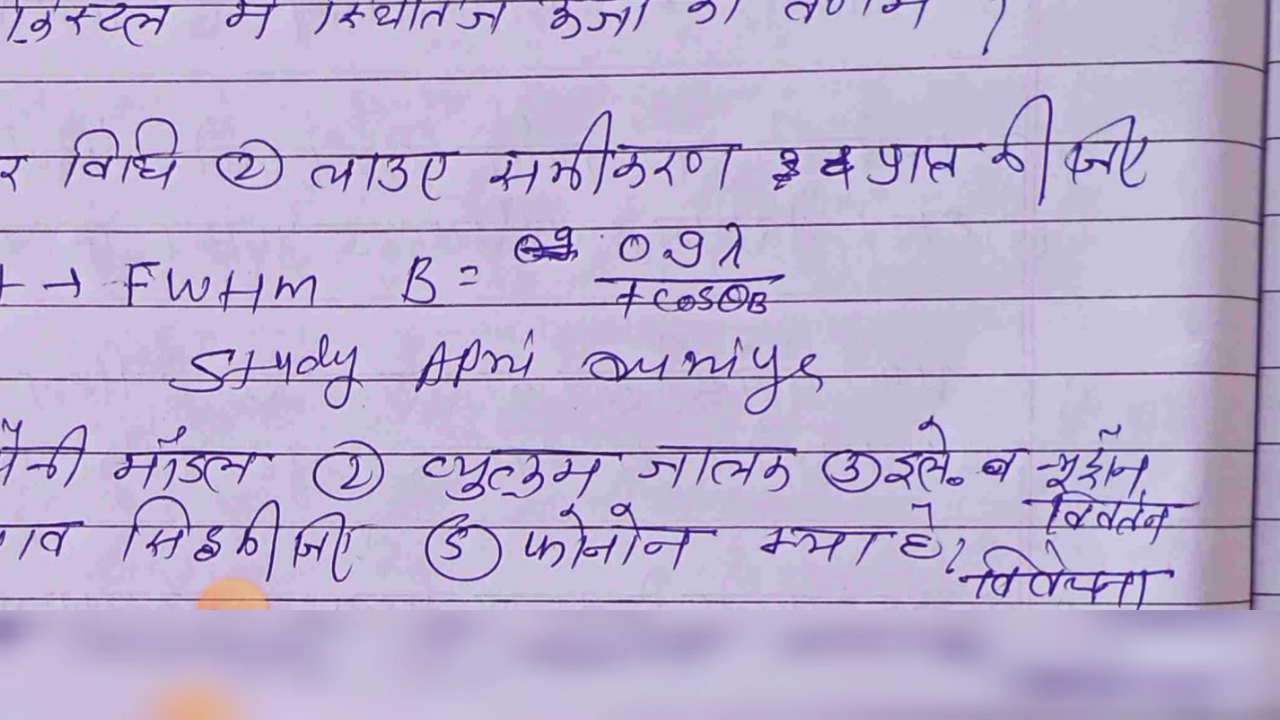 क्रिस्टल में स्थितिज ऊर्जा का वर्णन ?
र विधि ② लाउए समीकरण प्राप्त कीजिए
→ FWHM B = 0.9λ / t cosθB
Study Apni Duniya
पैनी मॉडल ② व्युत्क्रम जालक ③ इले. व न्यूट्रॉन विवर्तन
सिद्ध कीजिए ⑤ फोनोन क्या है, विवेचना